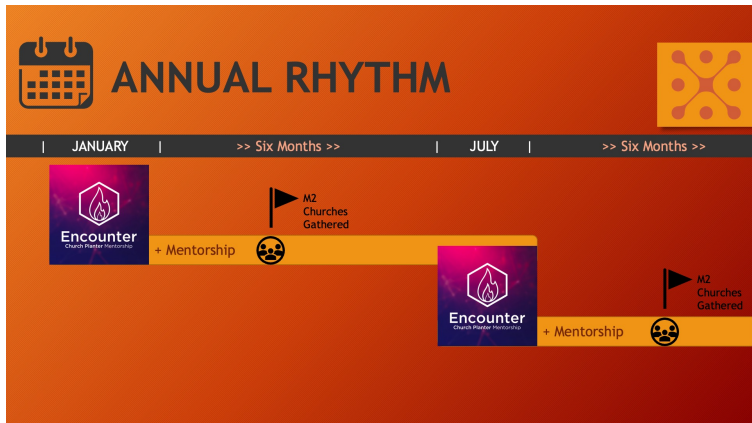 ANNUAL RHYTHM
| JANUARY | >> Six Months >> | JULY | >> Six Months >>
M2
Churches
Gathered
Encounter
Church Planter Mentorship
+ Mentorship
M2
Churches
Gathered
Encounter
Church Planter Mentorship
+ Mentorship